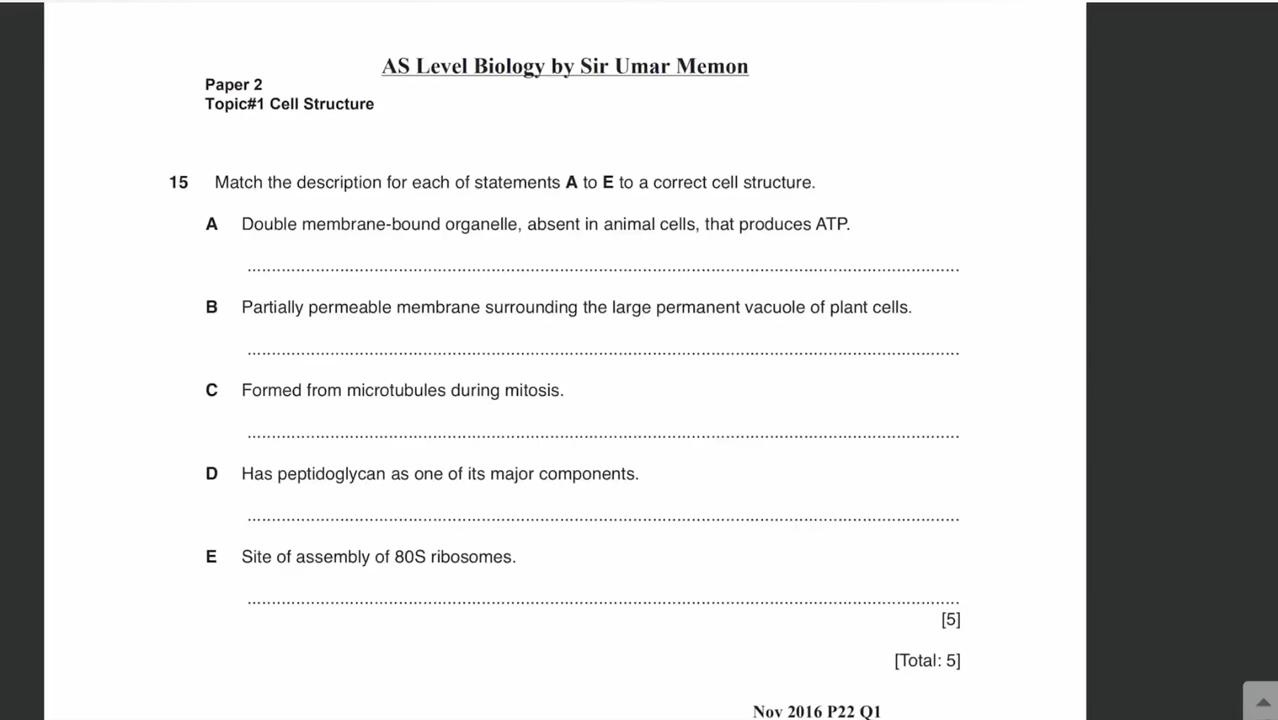 AS Level Biology by Sir Umar Memon
Paper 2
Topic#1 Cell Structure
15 Match the description for each of statements A to E to a correct cell structure.
A Double membrane-bound organelle, absent in animal cells, that produces ATP.
B Partially permeable membrane surrounding the large permanent vacuole of plant cells.
C Formed from microtubules during mitosis.
D Has peptidoglycan as one of its major components.
E Site of assembly of 80S ribosomes.
[5]
[Total: 5]
Nov 2016 P22 Q1